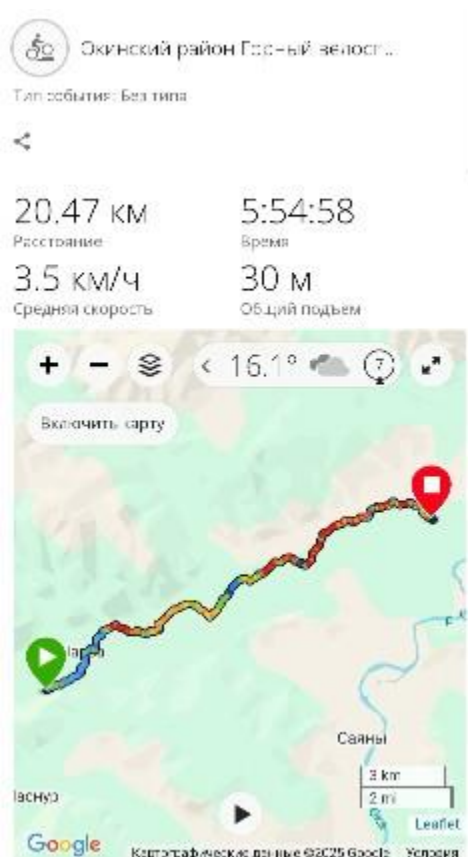 Окинский район Горный велосп...
Тип события: Без типа
20.47 км
5:54:58
Расстояние
Время
3.5 км/ч
30 м
Средняя скорость
Общий подъем
+ − < 16.1° 7
Включить карту
Саяны
3 km
2 mi
Leaflet
Google
Картографические данные ©2025 Google Условия